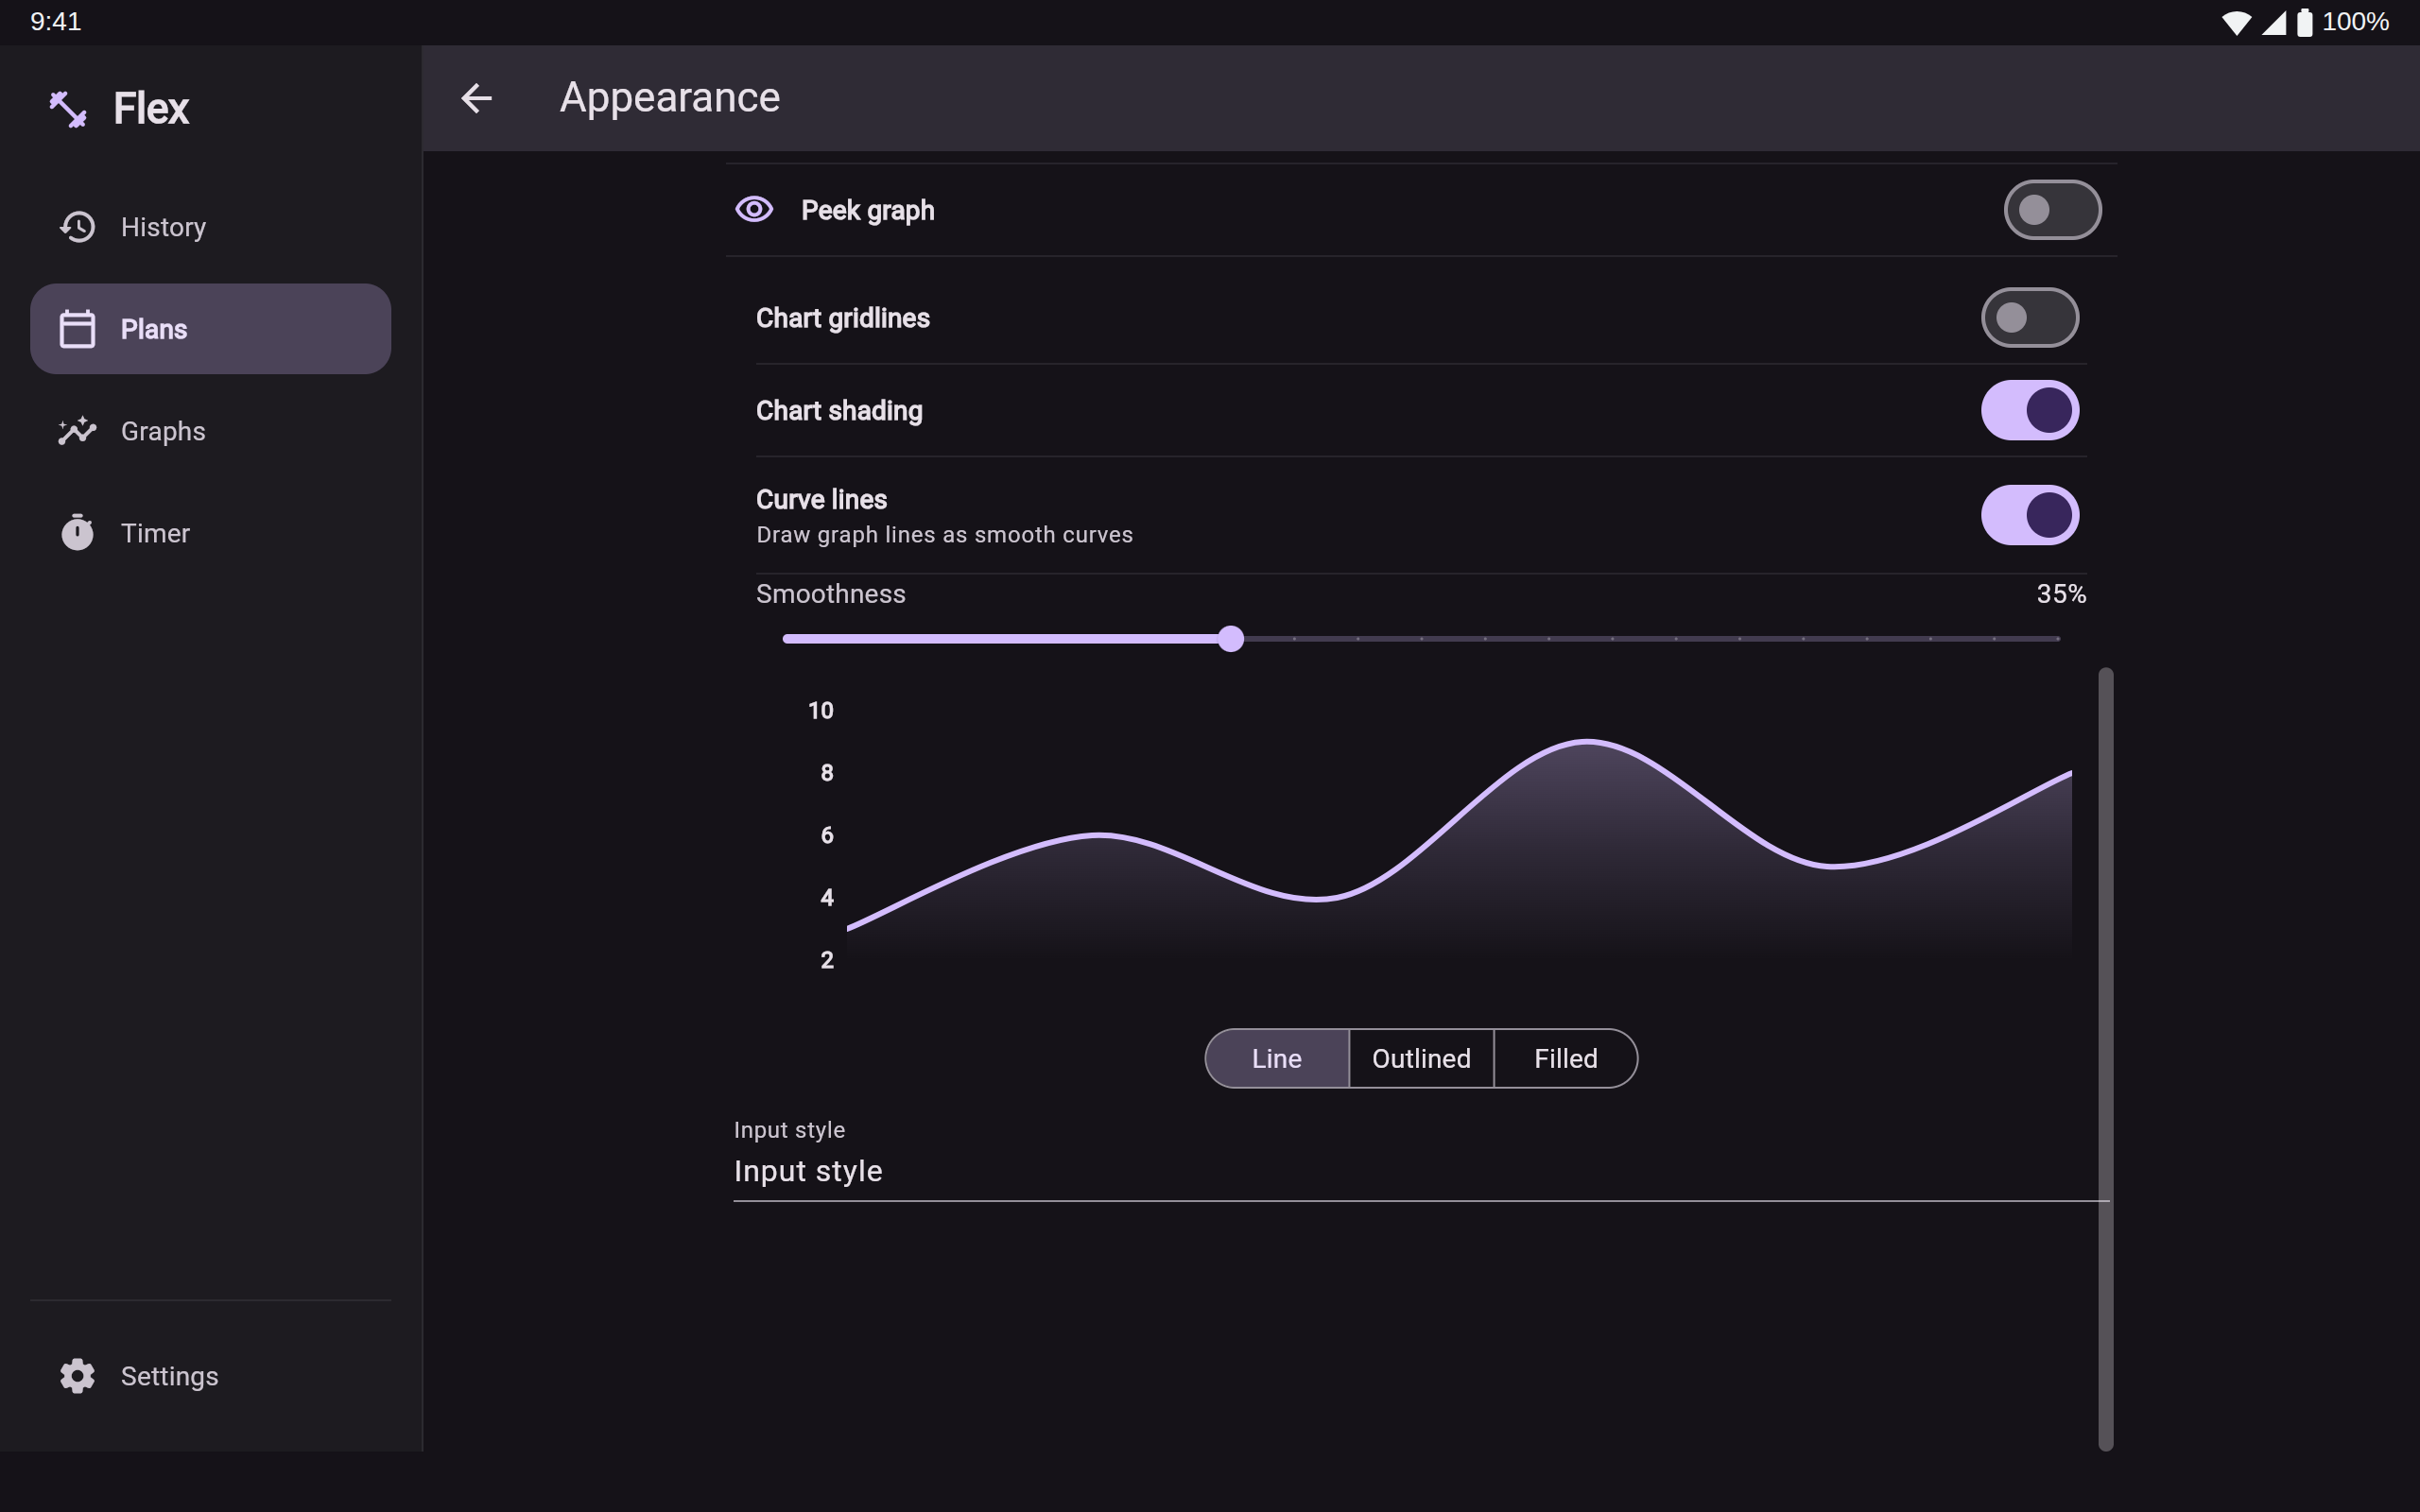 9:41
100%
Flex
Appearance
History
Plans
Graphs
Timer
Settings
Peek graph
Chart gridlines
Chart shading
Curve lines
Draw graph lines as smooth curves
Smoothness
35%
10
8
6
4
2
Line
Outlined
Filled
Input style
Input style